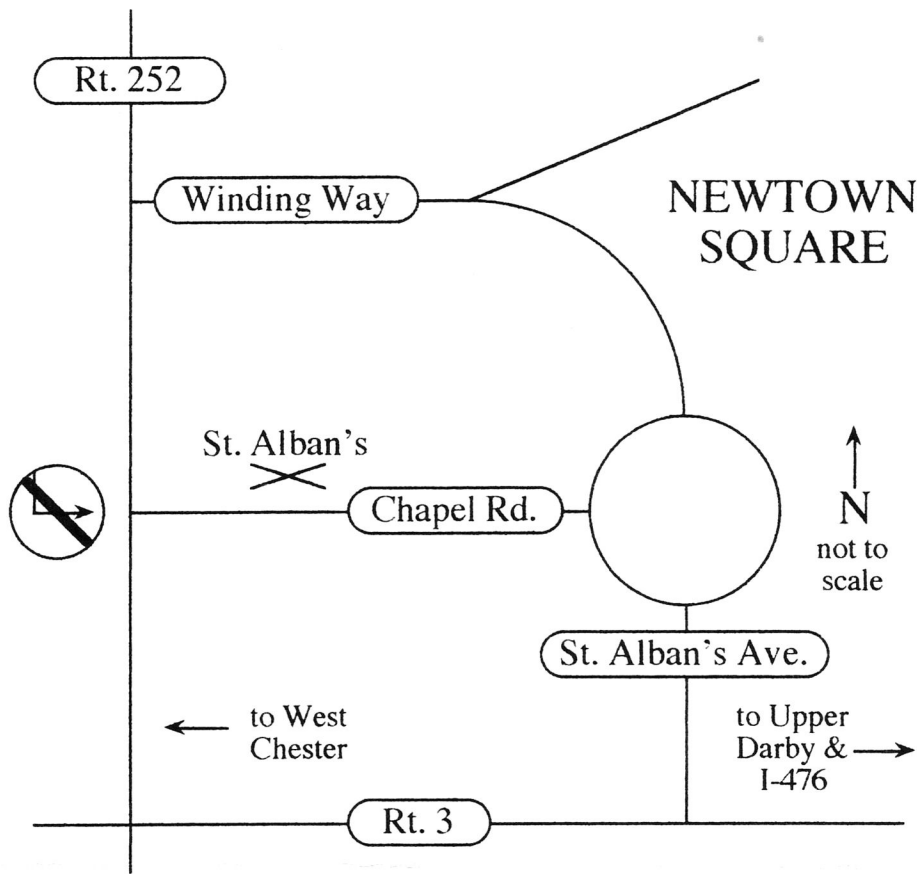 Rt. 252
Winding Way
NEWTOWN
SQUARE
St. Alban's
Chapel Rd.
N
not to
scale
St. Alban's Ave.
to West
Chester
to Upper
Darby &
I-476
Rt. 3